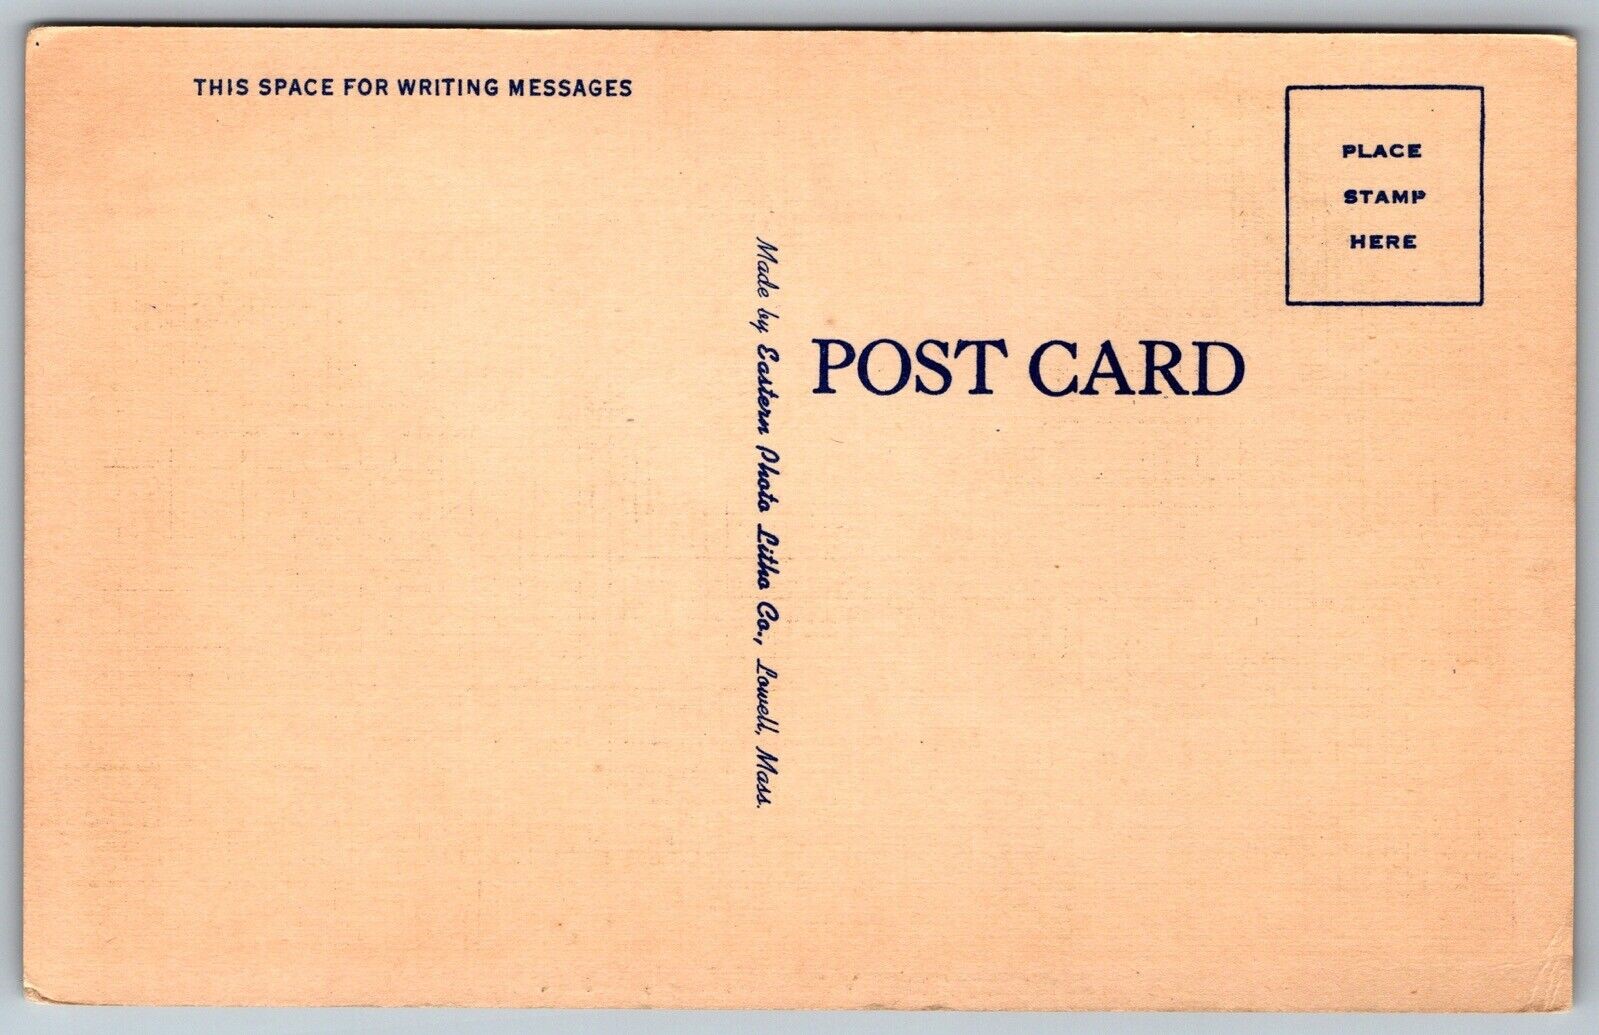 THIS SPACE FOR WRITING MESSAGES
PLACE
STAMP
HERE
Made by Eastern Photo Litho Co., Lowell, Mass.
POST CARD